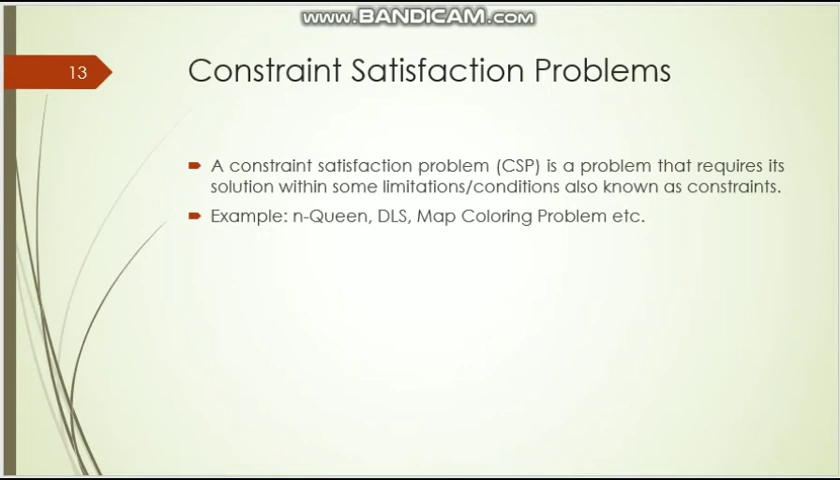 www.BANDICAM.com
13
Constraint Satisfaction Problems
A constraint satisfaction problem (CSP) is a problem that requires its
solution within some limitations/conditions also known as constraints.
Example: n-Queen, DLS, Map Coloring Problem etc.